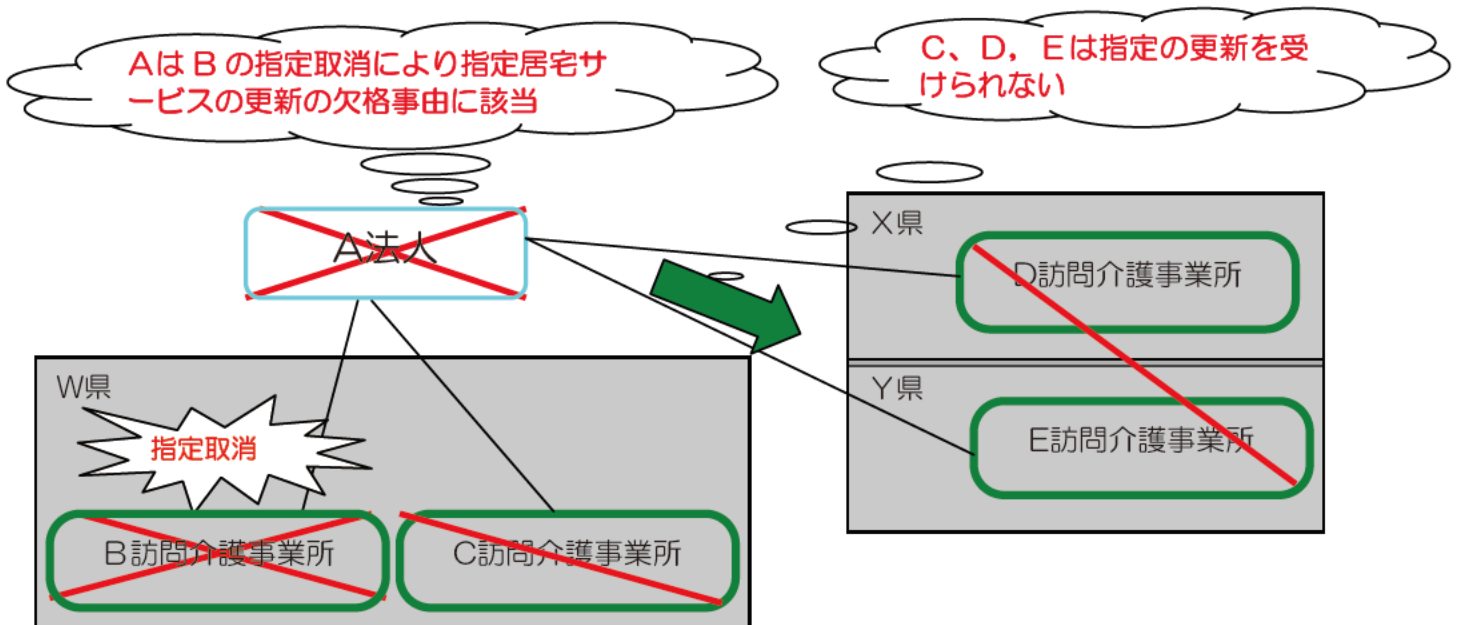 AはBの指定取消により指定居宅サ
ービスの更新の欠格事由に該当
C、D，Eは指定の更新を受
けられない
A法人
X県
D訪問介護事業所
Y県
E訪問介護事業所
W県
指定取消
B訪問介護事業所
C訪問介護事業所